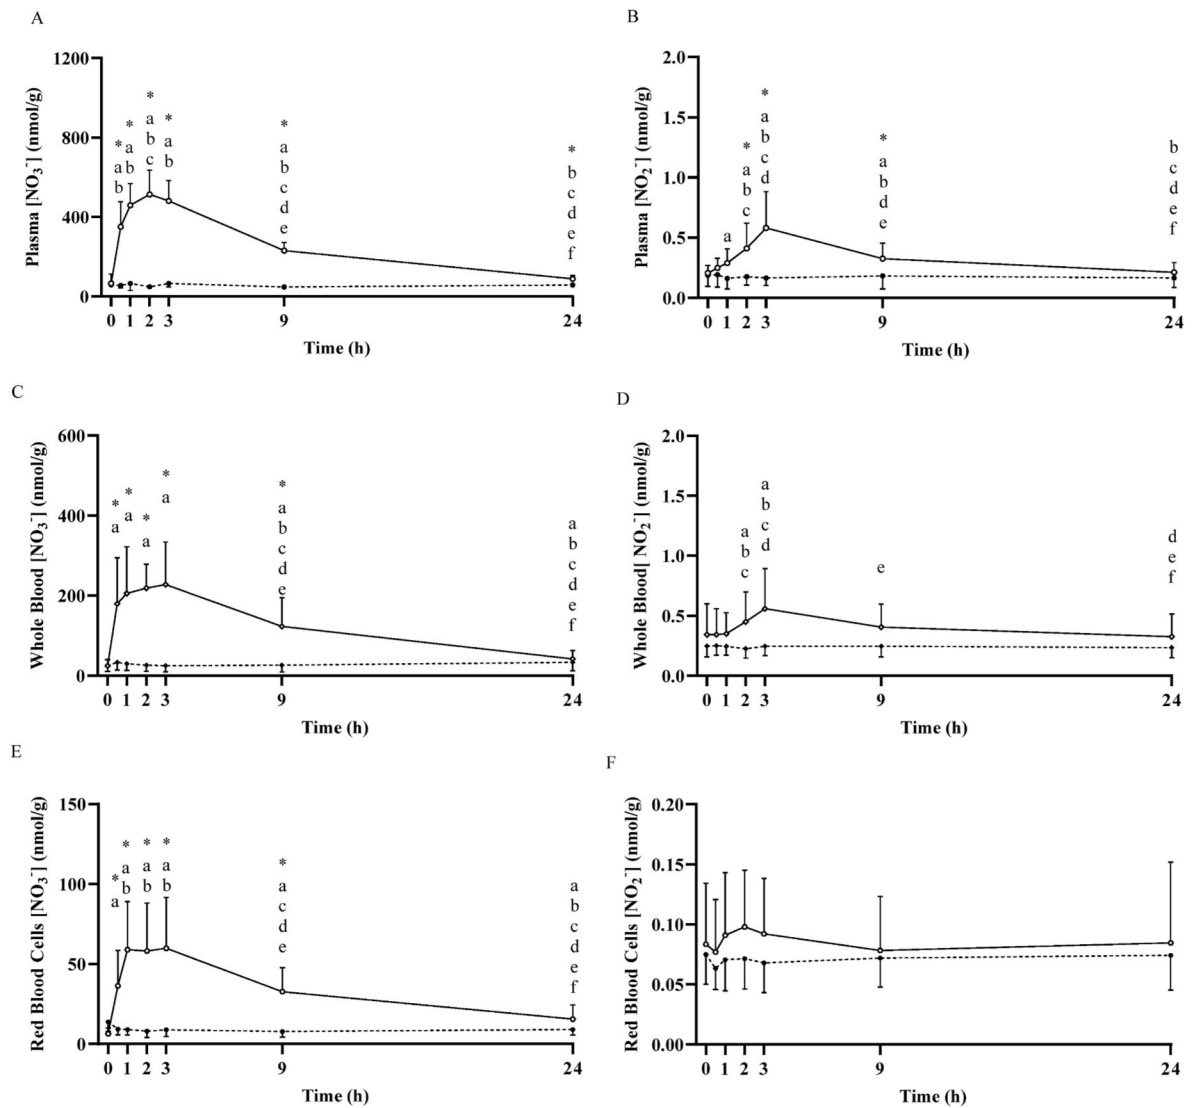 A
Plasma [NO3-] (nmol/g)
1200
800
400
0
* a b
* a b
* a b c
* a b
* a b c d e
* b c d e f
0 1 2 3 9 24
Time (h)
B
Plasma [NO2-] (nmol/g)
2.0
1.5
1.0
0.5
0.0
a
* a b c
* a b c d
* a b d e
b c d e f
0 1 2 3 9 24
Time (h)
C
Whole Blood [NO3-] (nmol/g)
600
400
200
0
* a
* a
* a
* a
* a b c d e
a b c d e f
0 1 2 3 9 24
Time (h)
D
Whole Blood[ NO2-] (nmol/g)
2.0
1.5
1.0
0.5
0.0
a b c
a b c d
e
d e f
0 1 2 3 9 24
Time (h)
E
Red Blood Cells [NO3-] (nmol/g)
150
100
50
0
* a
* a b
* a b
* a b
* a c d e
a b c d e f
0 1 2 3 9 24
Time (h)
F
Red Blood Cells [NO2-] (nmol/g)
0.20
0.15
0.10
0.05
0.00
0 1 2 3 9 24
Time (h)